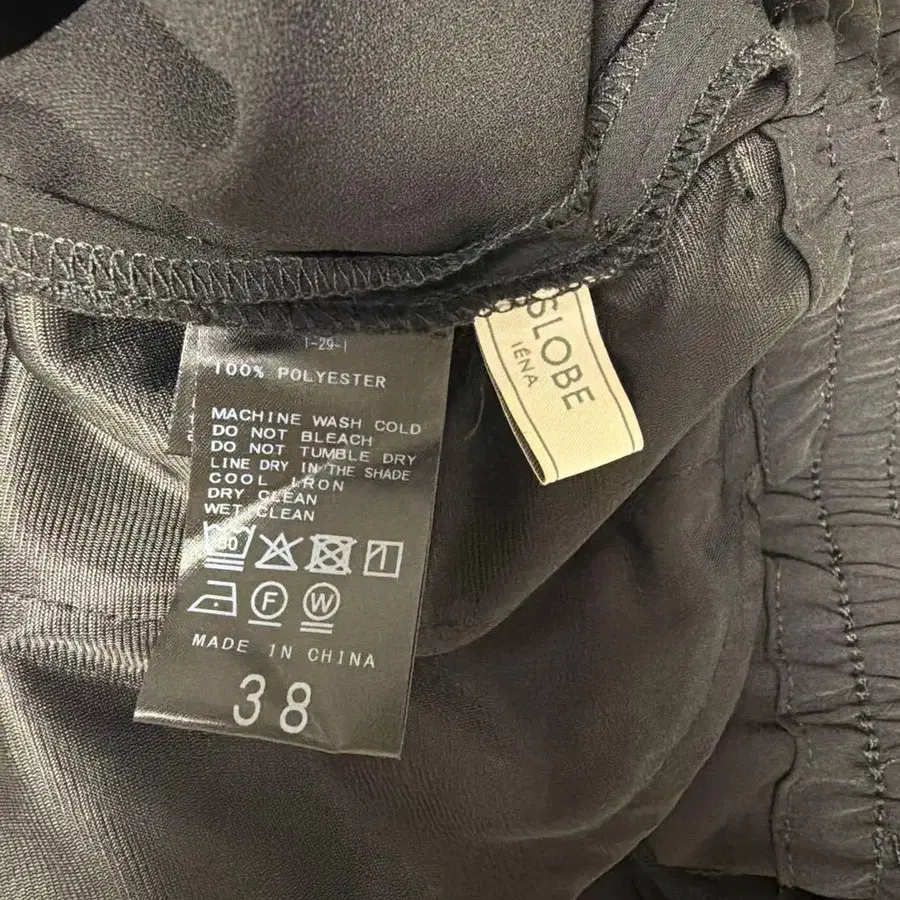 1-29-1
100% POLYESTER
MACHINE WASH COLD
DO NOT BLEACH
DO NOT TUMBLE DRY
LINE DRY IN THE SHADE
COOL IRON
DRY CLEAN
WET CLEAN
30
F W
MADE IN CHINA
38
SLOBE
IÉNA